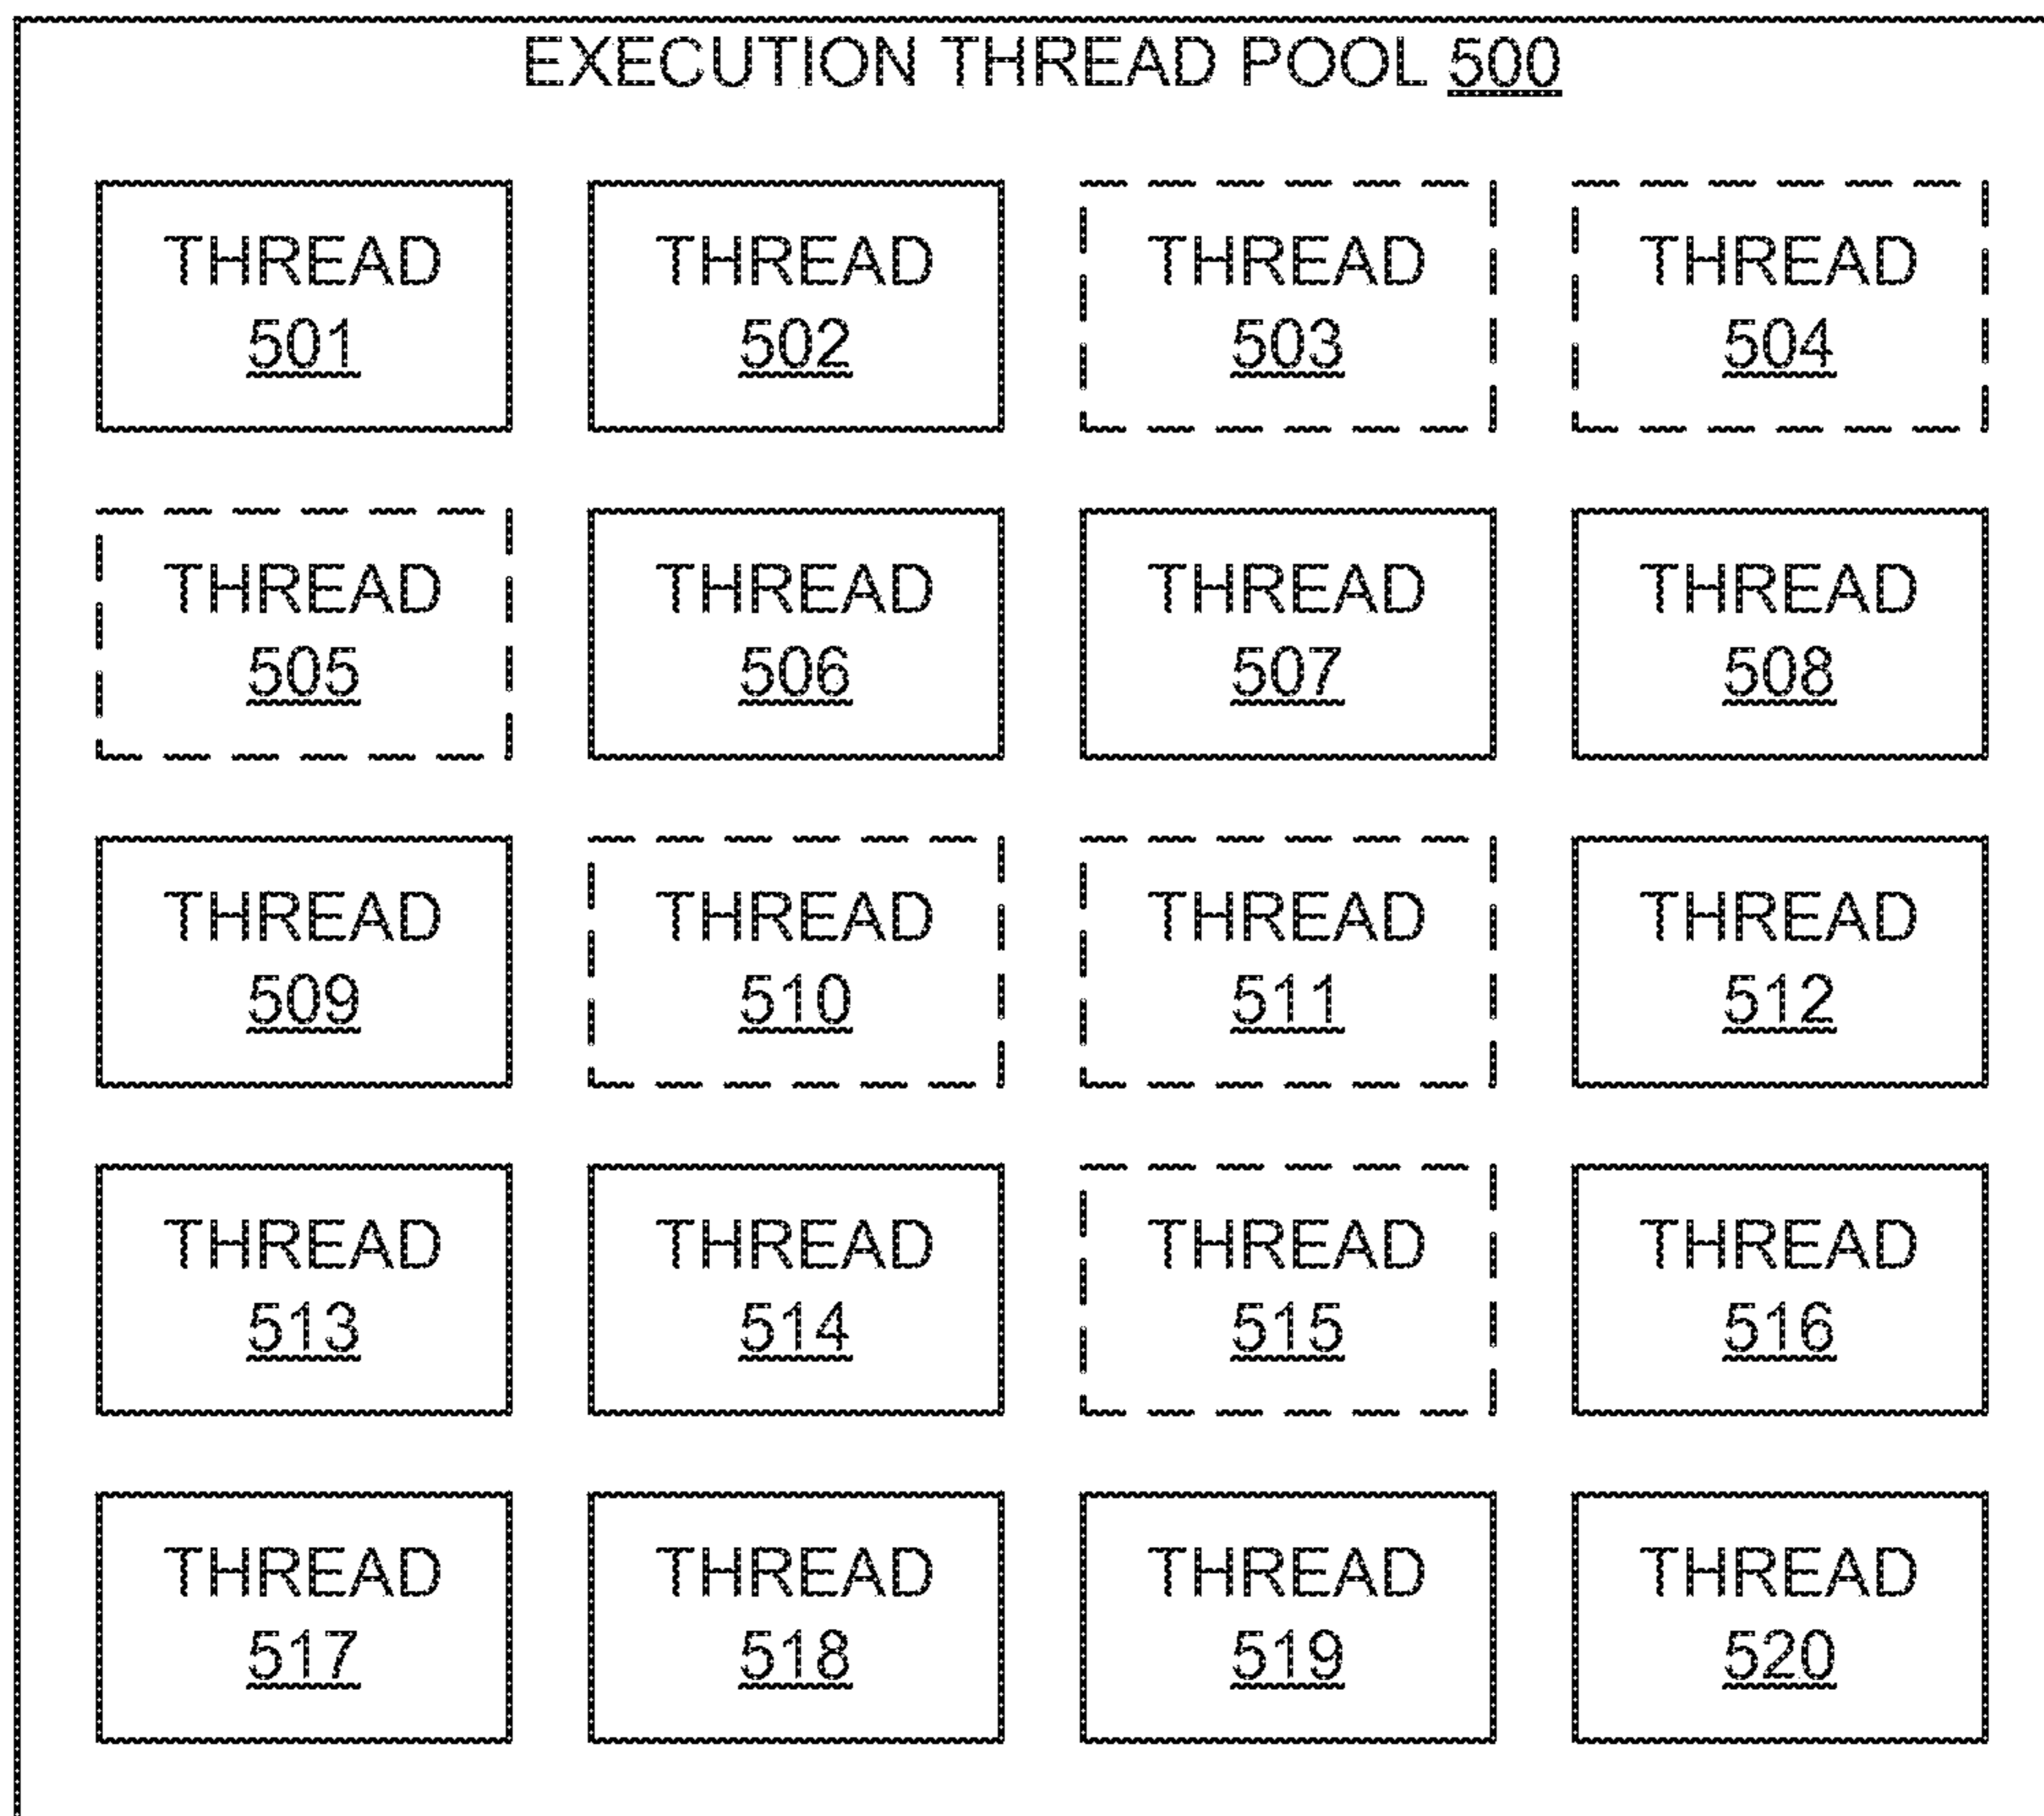 EXECUTION THREAD POOL 500
THREAD THREAD THREAD THREAD
501 502 503 504
THREAD THREAD THREAD THREAD
505 506 507 508
THREAD THREAD THREAD THREAD
509 510 511 512
THREAD THREAD THREAD THREAD
513 514 515 516
THREAD THREAD THREAD THREAD
517 518 519 520